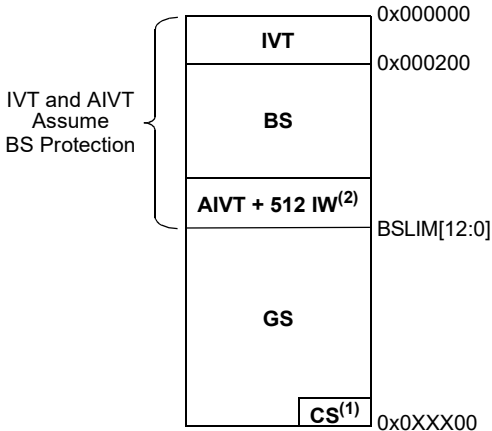 0x000000
IVT
0x000200
IVT and AIVT
Assume
BS Protection
BS
AIVT + 512 IW(2)
BSLIM[12:0]
GS
CS(1)
0x0XXX00